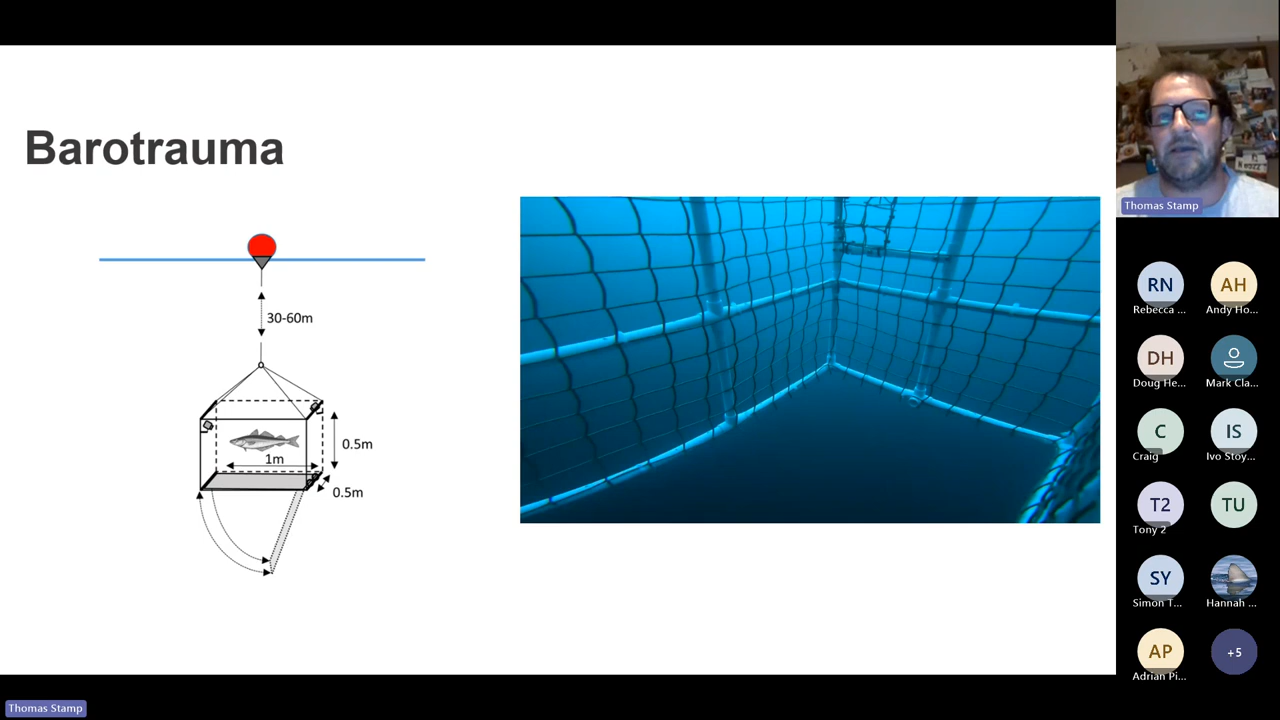 Barotrauma
30-60m
0.5m
1m
0.5m
Thomas Stamp
RN
Rebecca ...
AH
Andy Ho...
DH
Doug He...
Mark Cla...
C
Craig
IS
Ivo Stoy...
T2
Tony 2
TU
SY
Simon T...
Hannah ...
AP
Adrian Pi...
+5
Thomas Stamp